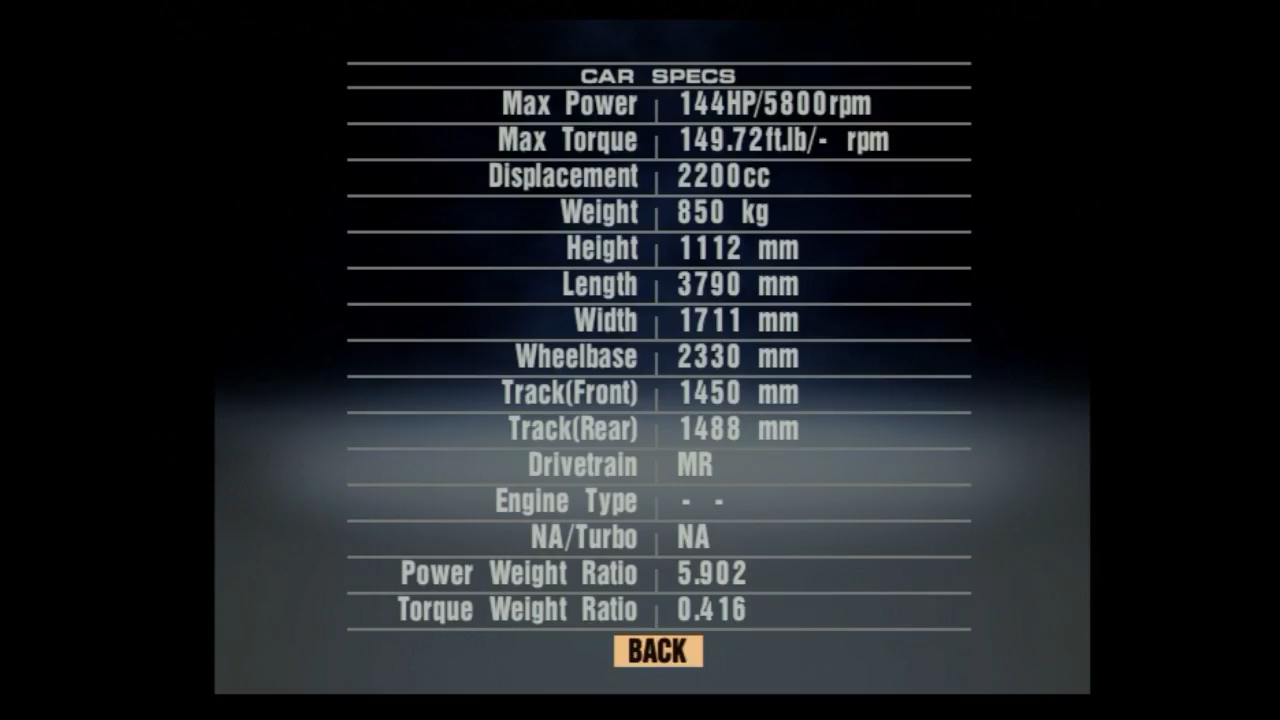 CAR SPECS
Max Power 144HP/5800rpm
Max Torque 149.72ft.lb/- rpm
Displacement 2200cc
Weight 850 kg
Height 1112 mm
Length 3790 mm
Width 1711 mm
Wheelbase 2330 mm
Track(Front) 1450 mm
Track(Rear) 1488 mm
Drivetrain MR
Engine Type - -
NA/Turbo NA
Power Weight Ratio 5.902
Torque Weight Ratio 0.416
BACK